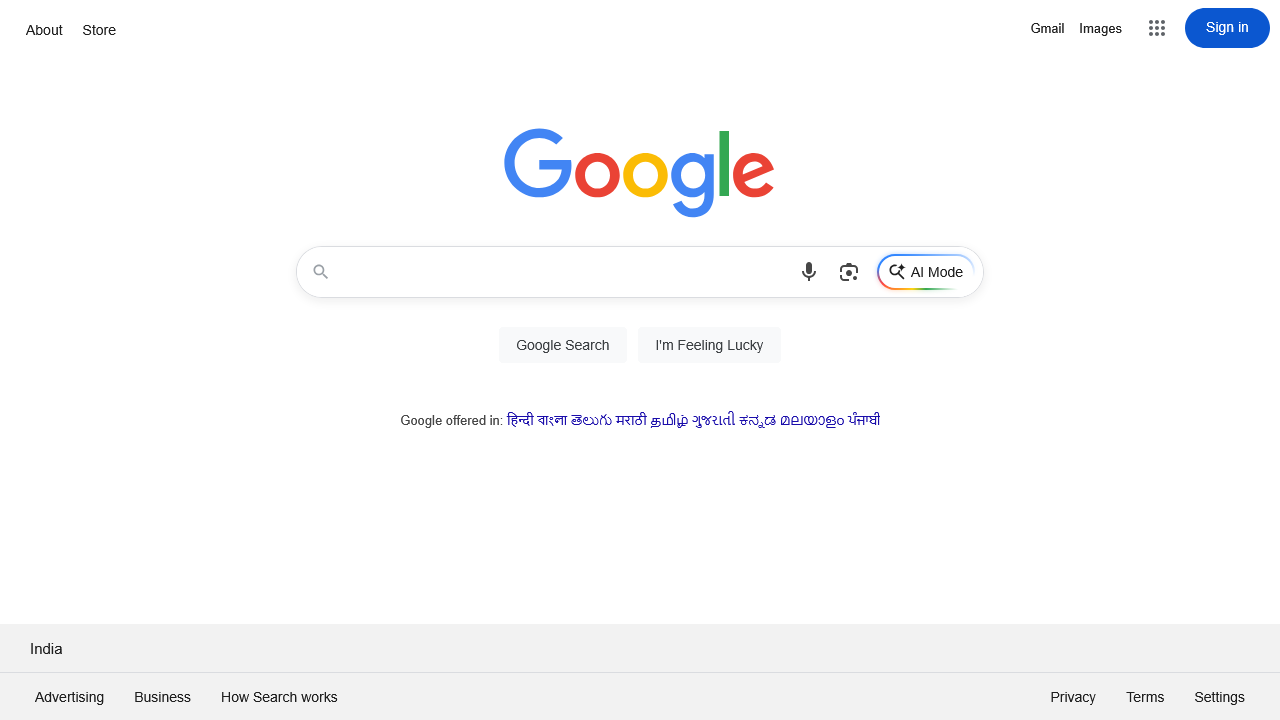 About Store Gmail Images Sign in
Google
AI Mode
Google Search I'm Feeling Lucky
Google offered in: हिन्दी বাংলা తెలుగు मराठी தமிழ் ગુજરાતી ಕನ್ನಡ മലയാളം ਪੰਜਾਬੀ
India
Advertising Business How Search works Privacy Terms Settings